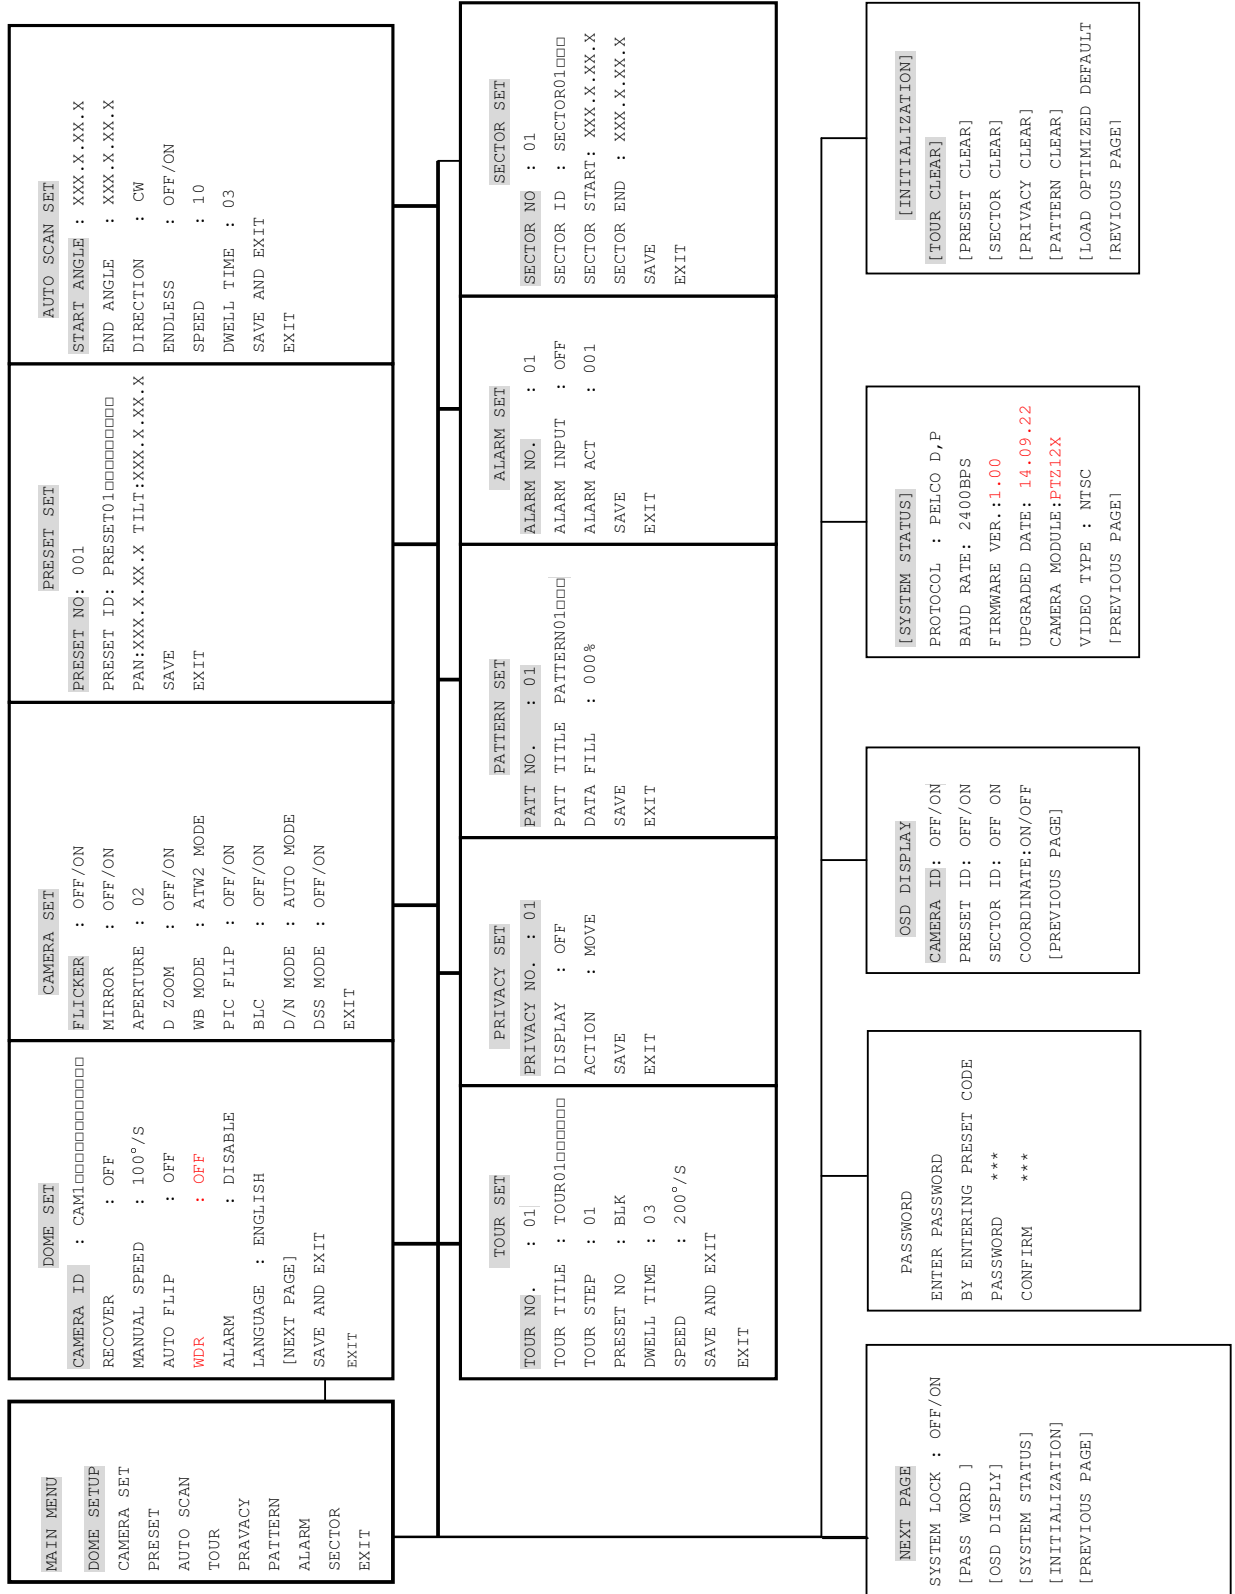 MAIN MENU
DOME SETUP
CAMERA SET
PRESET
AUTO SCAN
TOUR
PRAVACY
PATTERN
ALARM
SECTOR
EXIT
DOME SET
CAMERA ID : CAM1□□□□□□□□□□□□
RECOVER : OFF
MANUAL SPEED : 100°/S
AUTO FLIP : OFF
WDR : OFF
ALARM : DISABLE
LANGUAGE : ENGLISH
[NEXT PAGE]
SAVE AND EXIT
EXIT
CAMERA SET
FLICKER : OFF/ON
MIRROR : OFF/ON
APERTURE : 02
D ZOOM : OFF/ON
WB MODE : ATW2 MODE
PIC FLIP : OFF/ON
BLC : OFF/ON
D/N MODE : AUTO MODE
DSS MODE : OFF/ON
EXIT
PRESET SET
PRESET NO: 001
PRESET ID: PRESET01□□□□□□□□□
PAN:XXX.X.XX.X TILT:XXX.X.XX.X
SAVE
EXIT
AUTO SCAN SET
START ANGLE : XXX.X.XX.X
END ANGLE : XXX.X.XX.X
DIRECTION : CW
ENDLESS : OFF/ON
SPEED : 10
DWELL TIME : 03
SAVE AND EXIT
EXIT
TOUR SET
TOUR NO. : 01
TOUR TITLE : TOUR01□□□□□□
TOUR STEP : 01
PRESET NO : BLK
DWELL TIME : 03
SPEED : 200°/S
SAVE AND EXIT
EXIT
PRIVACY SET
PRIVACY NO. : 01
DISPLAY : OFF
ACTION : MOVE
SAVE
EXIT
PATTERN SET
PATT NO. : 01
PATT TITLE PATTERN01□□□
DATA FILL : 000%
SAVE
EXIT
ALARM SET
ALARM NO. : 01
ALARM INPUT : OFF
ALARM ACT : 001
SAVE
EXIT
SECTOR SET
SECTOR NO : 01
SECTOR ID : SECTOR01□□□
SECTOR START: XXX.X.XX.X
SECTOR END : XXX.X.XX.X
SAVE
EXIT
NEXT PAGE
SYSTEM LOCK : OFF/ON
[PASS WORD ]
[OSD DISPLY]
[SYSTEM STATUS]
[INITIALIZATION]
[PREVIOUS PAGE]
PASSWORD
ENTER PASSWORD
BY ENTERING PRESET CODE
PASSWORD ***
CONFIRM ***
OSD DISPLAY
CAMERA ID: OFF/ON
PRESET ID: OFF/ON
SECTOR ID: OFF ON
COORDINATE:ON/OFF
[PREVIOUS PAGE]
[SYSTEM STATUS]
PROTOCOL : PELCO D,P
BAUD RATE: 2400BPS
FIRMWARE VER.:1.00
UPGRADED DATE: 14.09.22
CAMERA MODULE:PTZ12X
VIDEO TYPE : NTSC
[PREVIOUS PAGE]
[INITIALIZATION]
[TOUR CLEAR]
[PRESET CLEAR]
[SECTOR CLEAR]
[PRIVACY CLEAR]
[PATTERN CLEAR]
[LOAD OPTIMIZED DEFAULT
[REVIOUS PAGE]